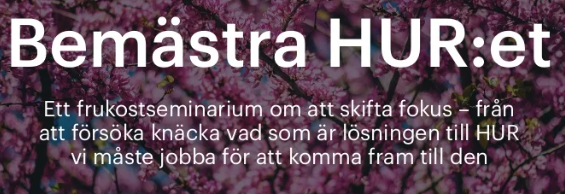 Bemästra HUR:et
Ett frukostseminarium om att skifta fokus – från
att försöka knäcka vad som är lösningen till HUR
vi måste jobba för att komma fram till den